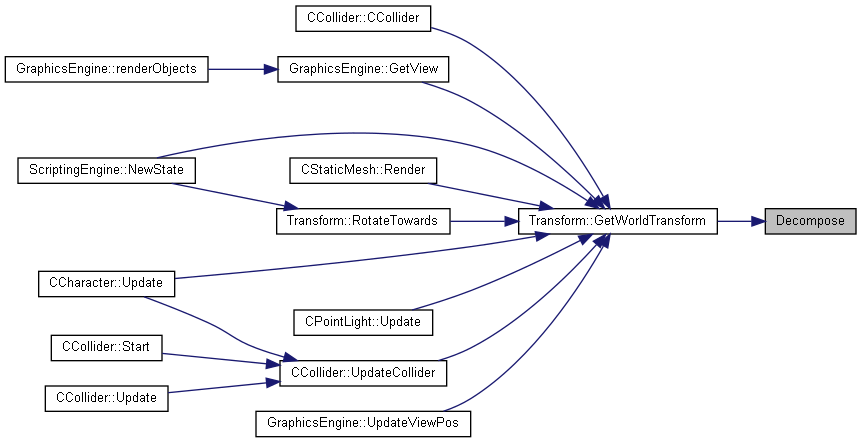 CCollider::CCollider
GraphicsEngine::renderObjects
GraphicsEngine::GetView
ScriptingEngine::NewState
CStaticMesh::Render
Transform::RotateTowards
Transform::GetWorldTransform
Decompose
CCharacter::Update
CPointLight::Update
CCollider::Start
CCollider::UpdateCollider
CCollider::Update
GraphicsEngine::UpdateViewPos